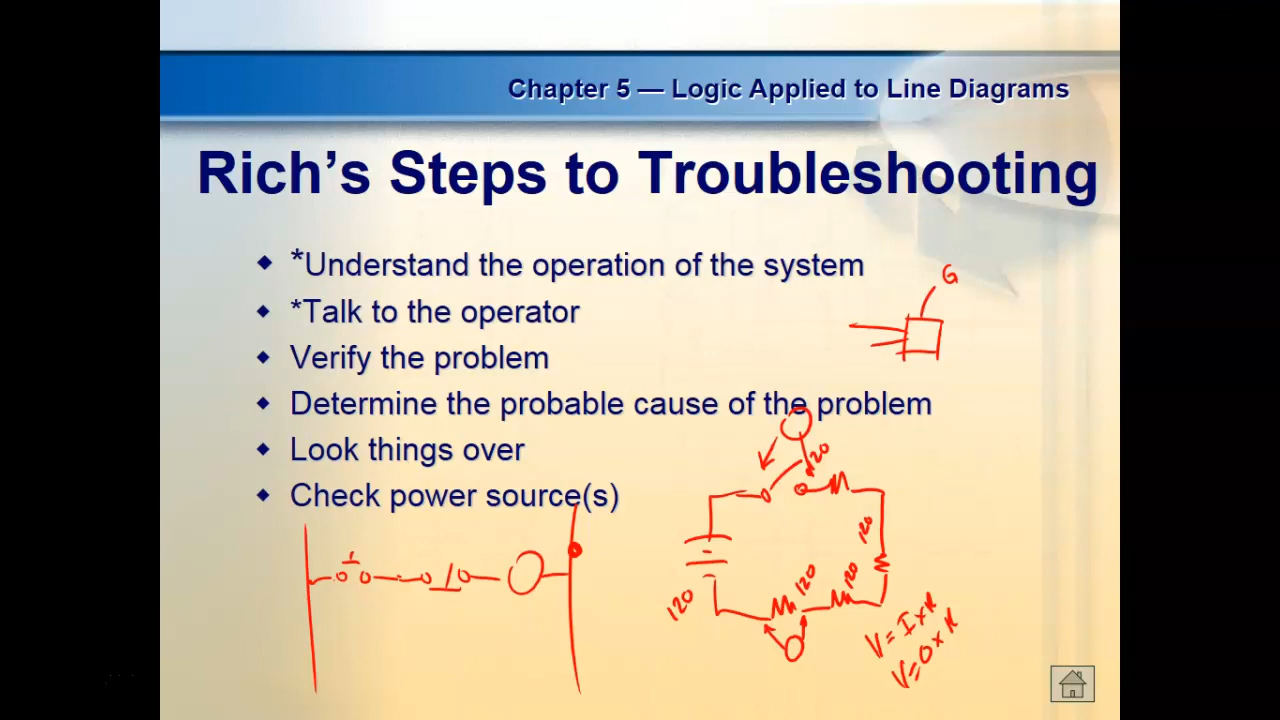 Chapter 5 — Logic Applied to Line Diagrams
Rich's Steps to Troubleshooting
*Understand the operation of the system
G
*Talk to the operator
Verify the problem
Determine the probable cause of the problem
Look things over
120
Check power source(s)
120
120
120
120
V = I x R
V = 0 x R